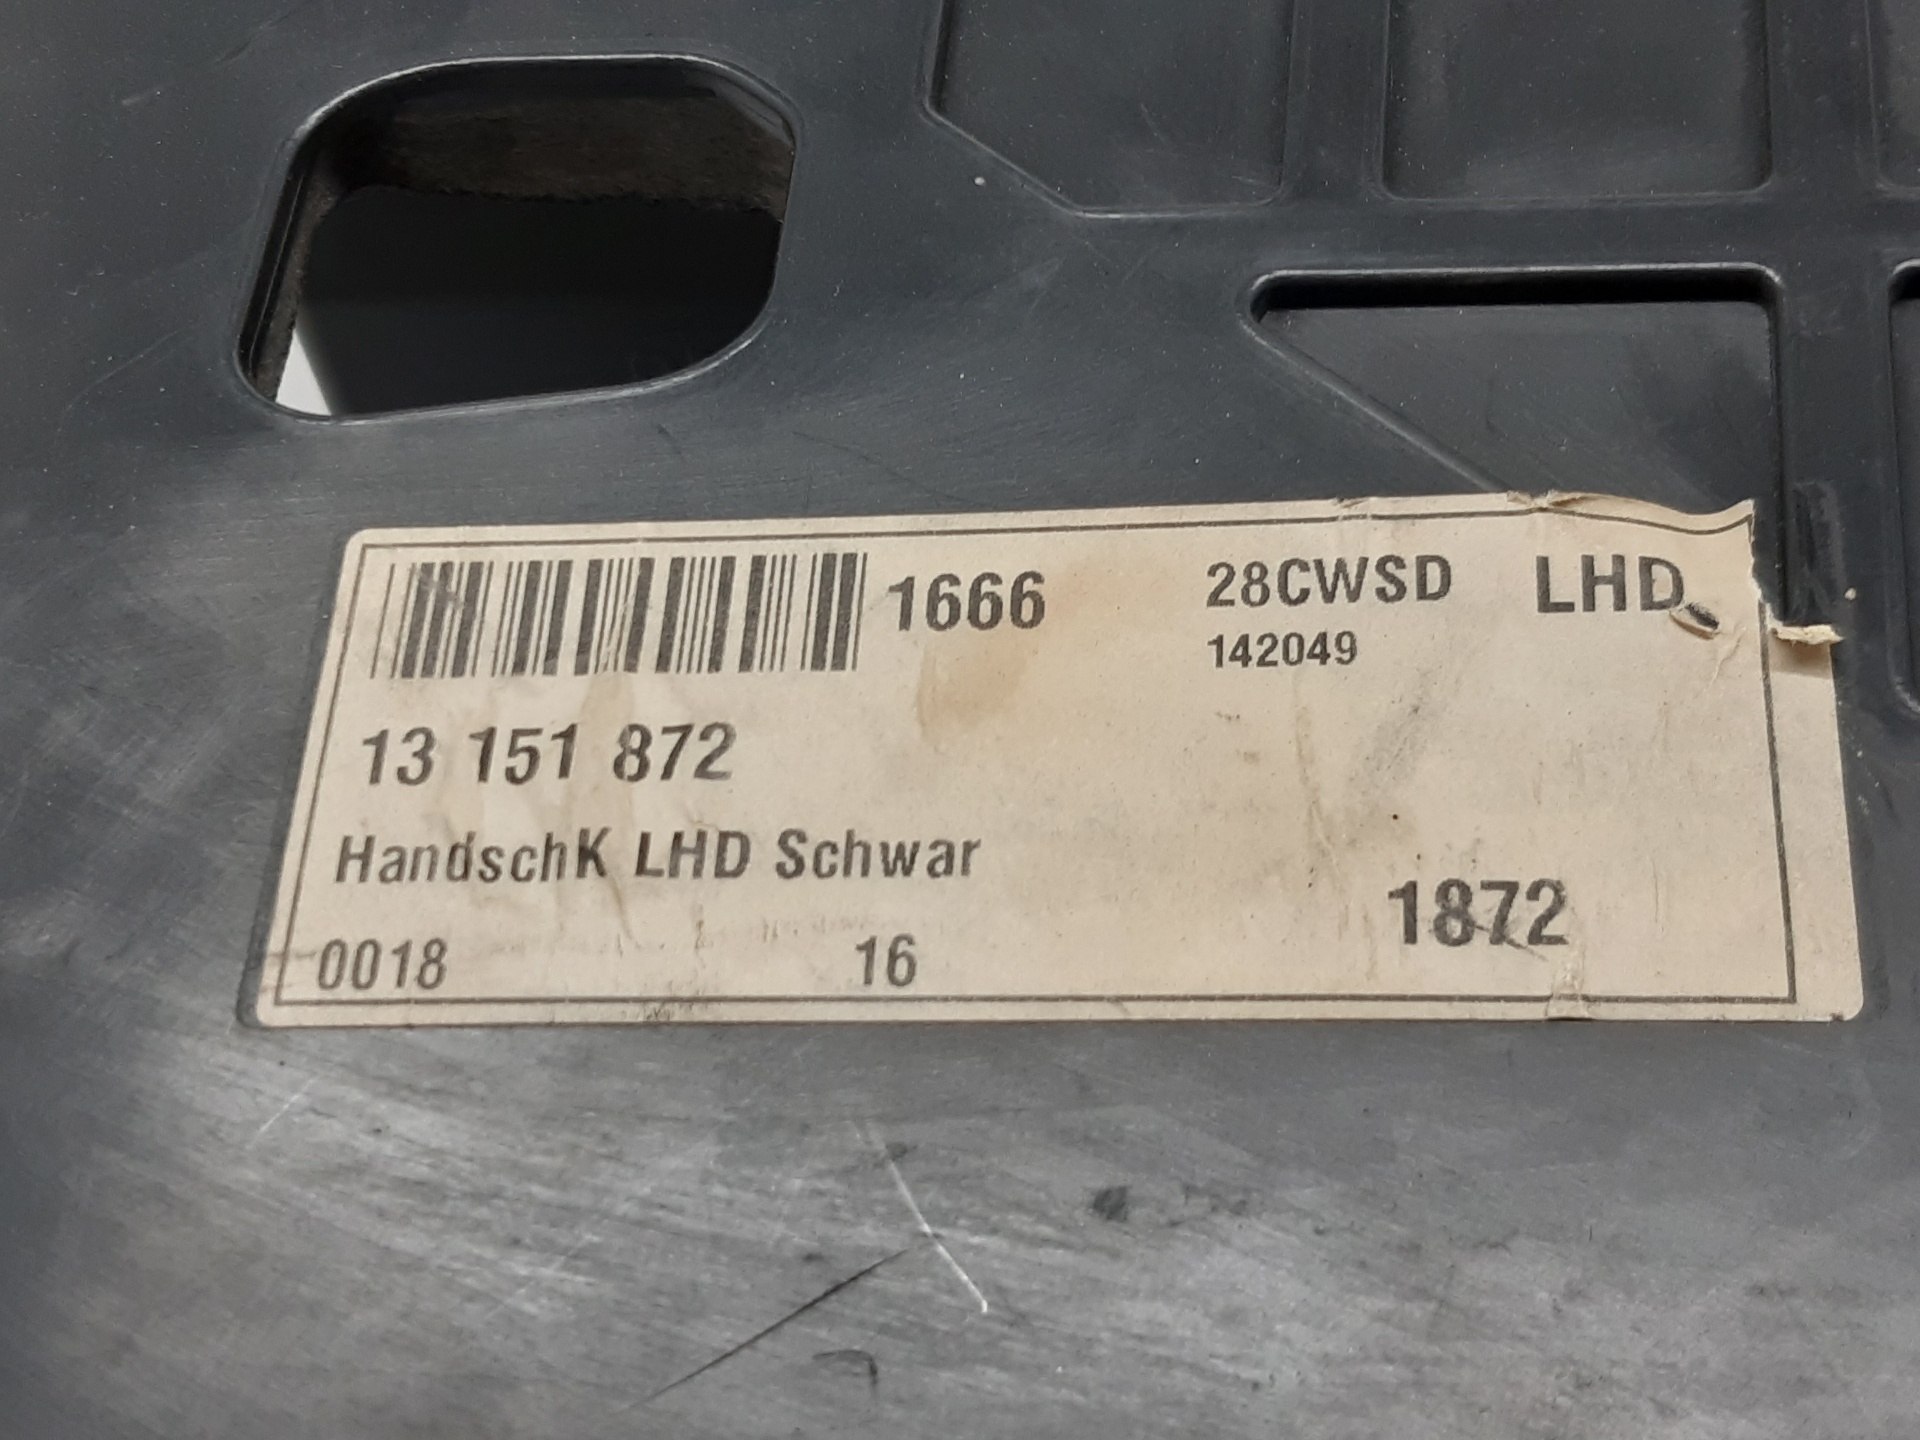 1666 28CWSD LHD
142049
13 151 872
HandschK LHD Schwar
1872
0018 16